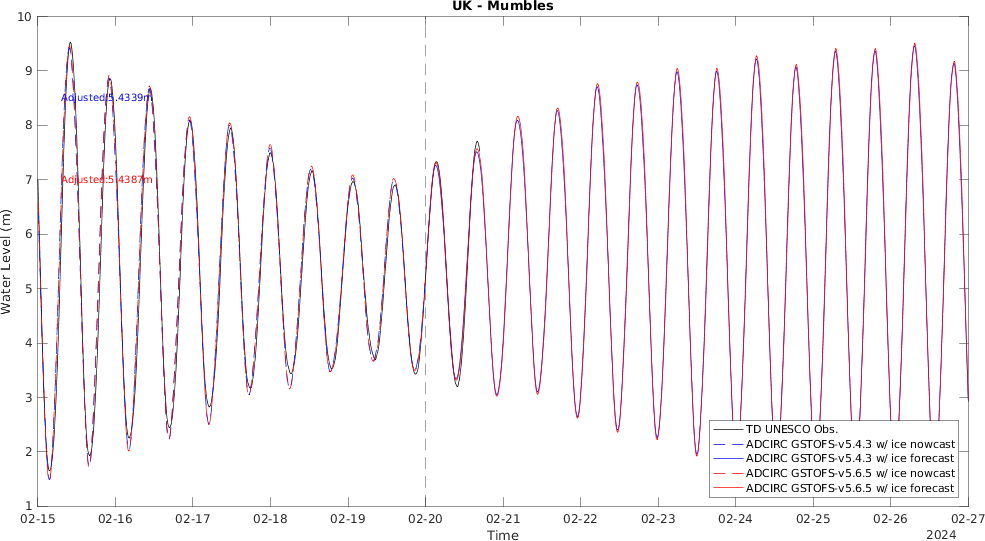 UK - Mumbles
10
9
8
7
6
5
4
3
2
1
Water Level (m)
Adjusted:5.4339m
Adjusted:5.4387m
TD UNESCO Obs.
ADCIRC GSTOFS-v5.4.3 w/ ice nowcast
ADCIRC GSTOFS-v5.4.3 w/ ice forecast
ADCIRC GSTOFS-v5.6.5 w/ ice nowcast
ADCIRC GSTOFS-v5.6.5 w/ ice forecast
02-15 02-16 02-17 02-18 02-19 02-20 02-21 02-22 02-23 02-24 02-25 02-26 02-27
Time
2024